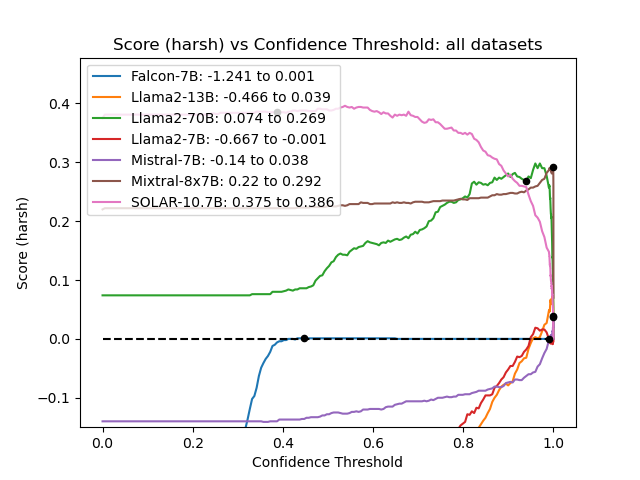 Score (harsh) vs Confidence Threshold: all datasets
Falcon-7B: -1.241 to 0.001
Llama2-13B: -0.466 to 0.039
Llama2-70B: 0.074 to 0.269
Llama2-7B: -0.667 to -0.001
Mistral-7B: -0.14 to 0.038
Mixtral-8x7B: 0.22 to 0.292
SOLAR-10.7B: 0.375 to 0.386
Score (harsh)
0.4
0.3
0.2
0.1
0.0
−0.1
0.0 0.2 0.4 0.6 0.8 1.0
Confidence Threshold